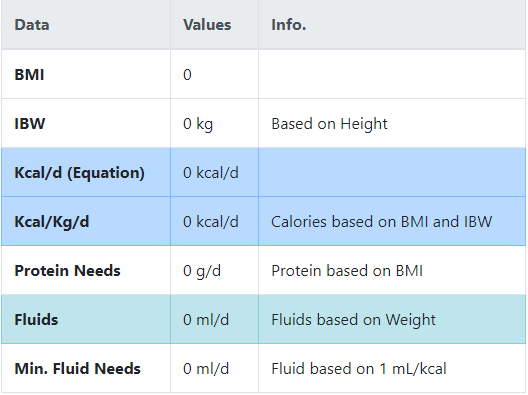 Data Values Info.
BMI 0
IBW 0 kg Based on Height
Kcal/d (Equation) 0 kcal/d
Kcal/Kg/d 0 kcal/d Calories based on BMI and IBW
Protein Needs 0 g/d Protein based on BMI
Fluids 0 ml/d Fluids based on Weight
Min. Fluid Needs 0 ml/d Fluid based on 1 mL/kcal